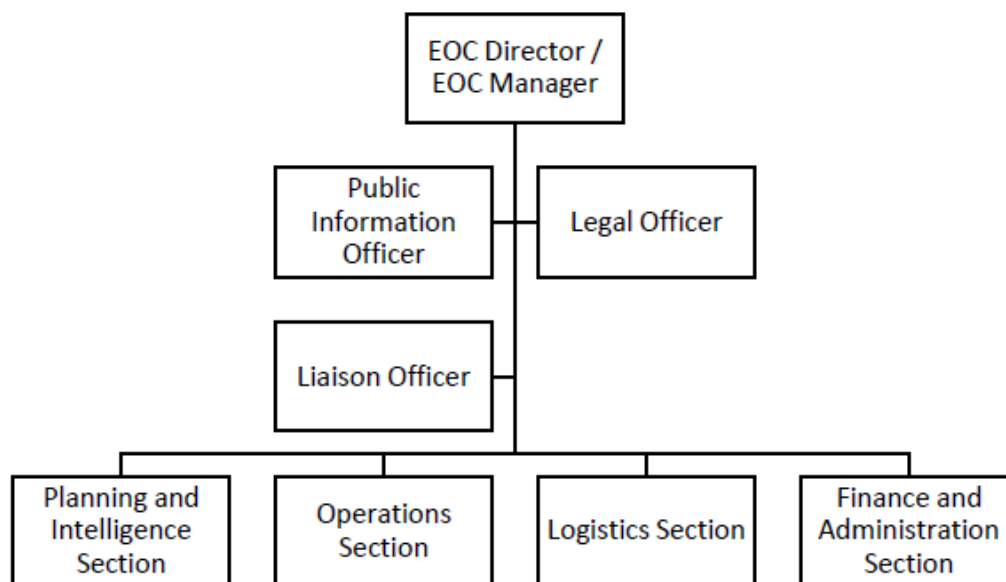 EOC Director /
EOC Manager
Public
Information
Officer
Legal Officer
Liaison Officer
Planning and
Intelligence
Section
Operations
Section
Logistics Section
Finance and
Administration
Section